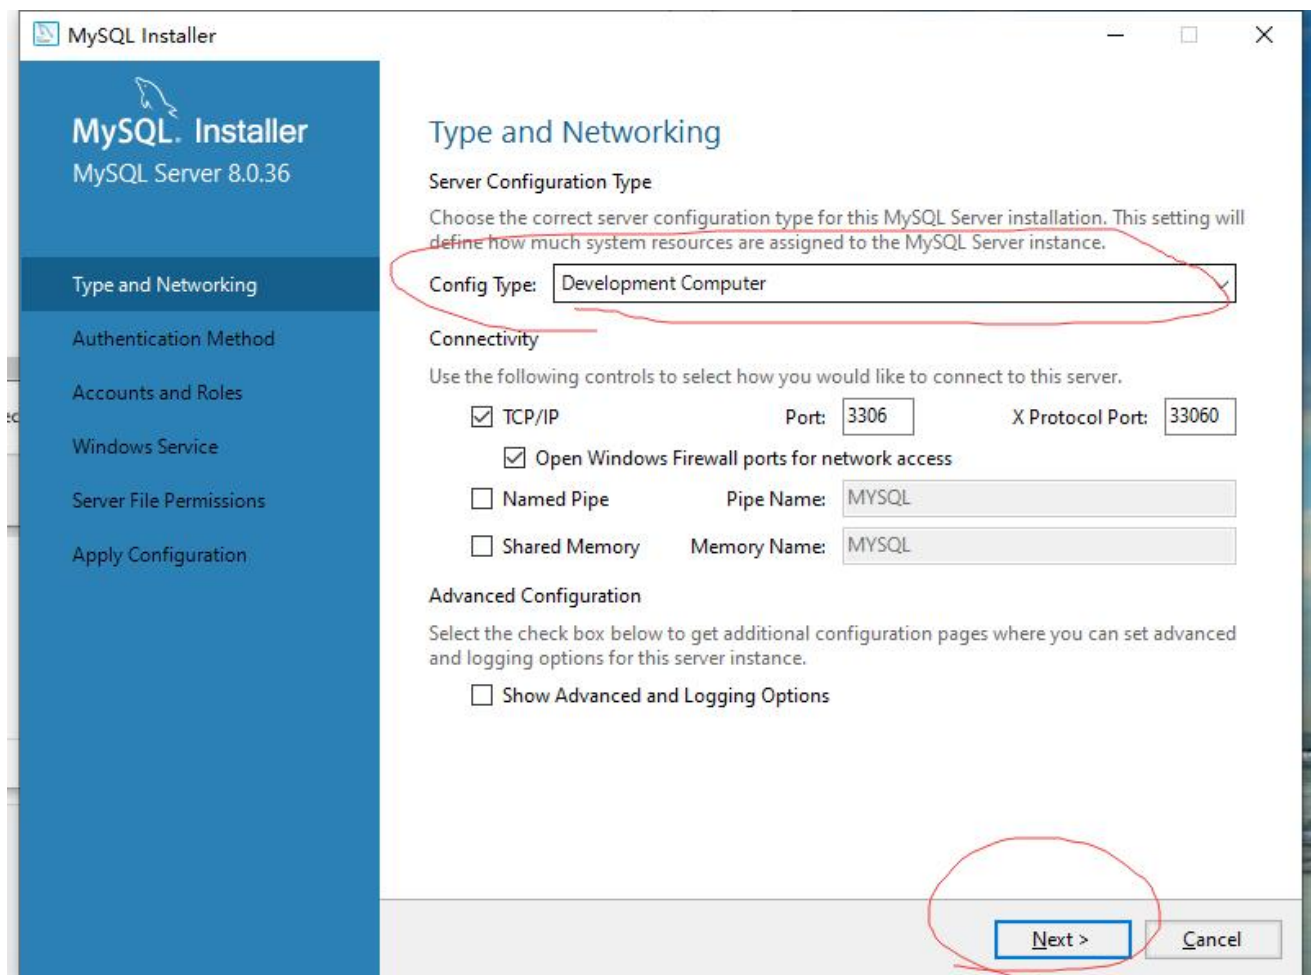 MySQL Installer
MySQL. Installer
MySQL Server 8.0.36
Type and Networking
Authentication Method
Accounts and Roles
Windows Service
Server File Permissions
Apply Configuration
Type and Networking
Server Configuration Type
Choose the correct server configuration type for this MySQL Server installation. This setting will
define how much system resources are assigned to the MySQL Server instance.
Config Type: Development Computer
Connectivity
Use the following controls to select how you would like to connect to this server.
TCP/IP Port: 3306 X Protocol Port: 33060
Open Windows Firewall ports for network access
Named Pipe Pipe Name: MYSQL
Shared Memory Memory Name: MYSQL
Advanced Configuration
Select the check box below to get additional configuration pages where you can set advanced
and logging options for this server instance.
Show Advanced and Logging Options
Next > Cancel